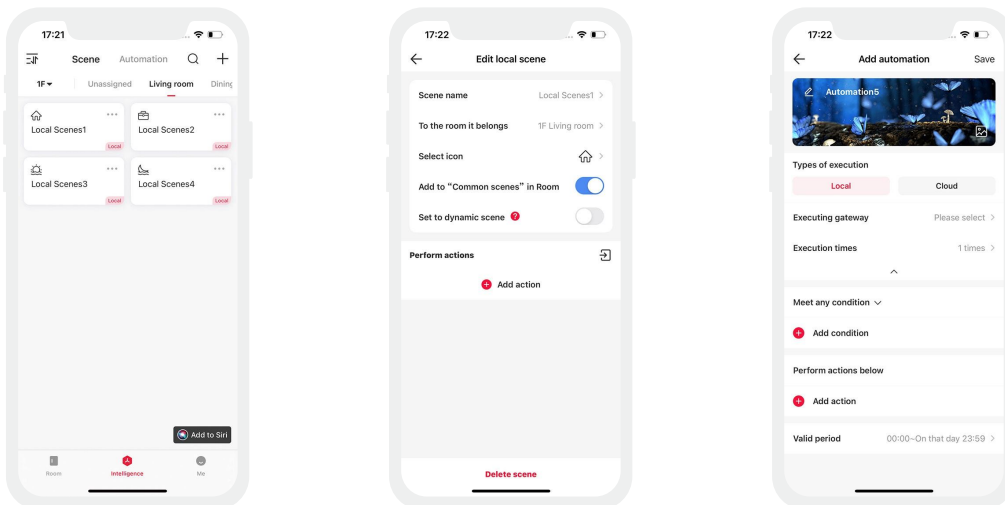 17:21
Scene Automation
1F Unassigned Living room Dining
Local Scenes1 Local Scenes2
Local Local
Local Scenes3 Local Scenes4
Local Local
Add to Siri
Room Intelligence Me
17:22
Edit local scene
Scene name Local Scenes1
To the room it belongs 1F Living room
Select icon
Add to “Common scenes” in Room
Set to dynamic scene ?
Perform actions
Add action
Delete scene
17:22
Add automation Save
Automation5
Types of execution
Local Cloud
Executing gateway Please select
Execution times 1 times
Meet any condition
Add condition
Perform actions below
Add action
Valid period 00:00~On that day 23:59